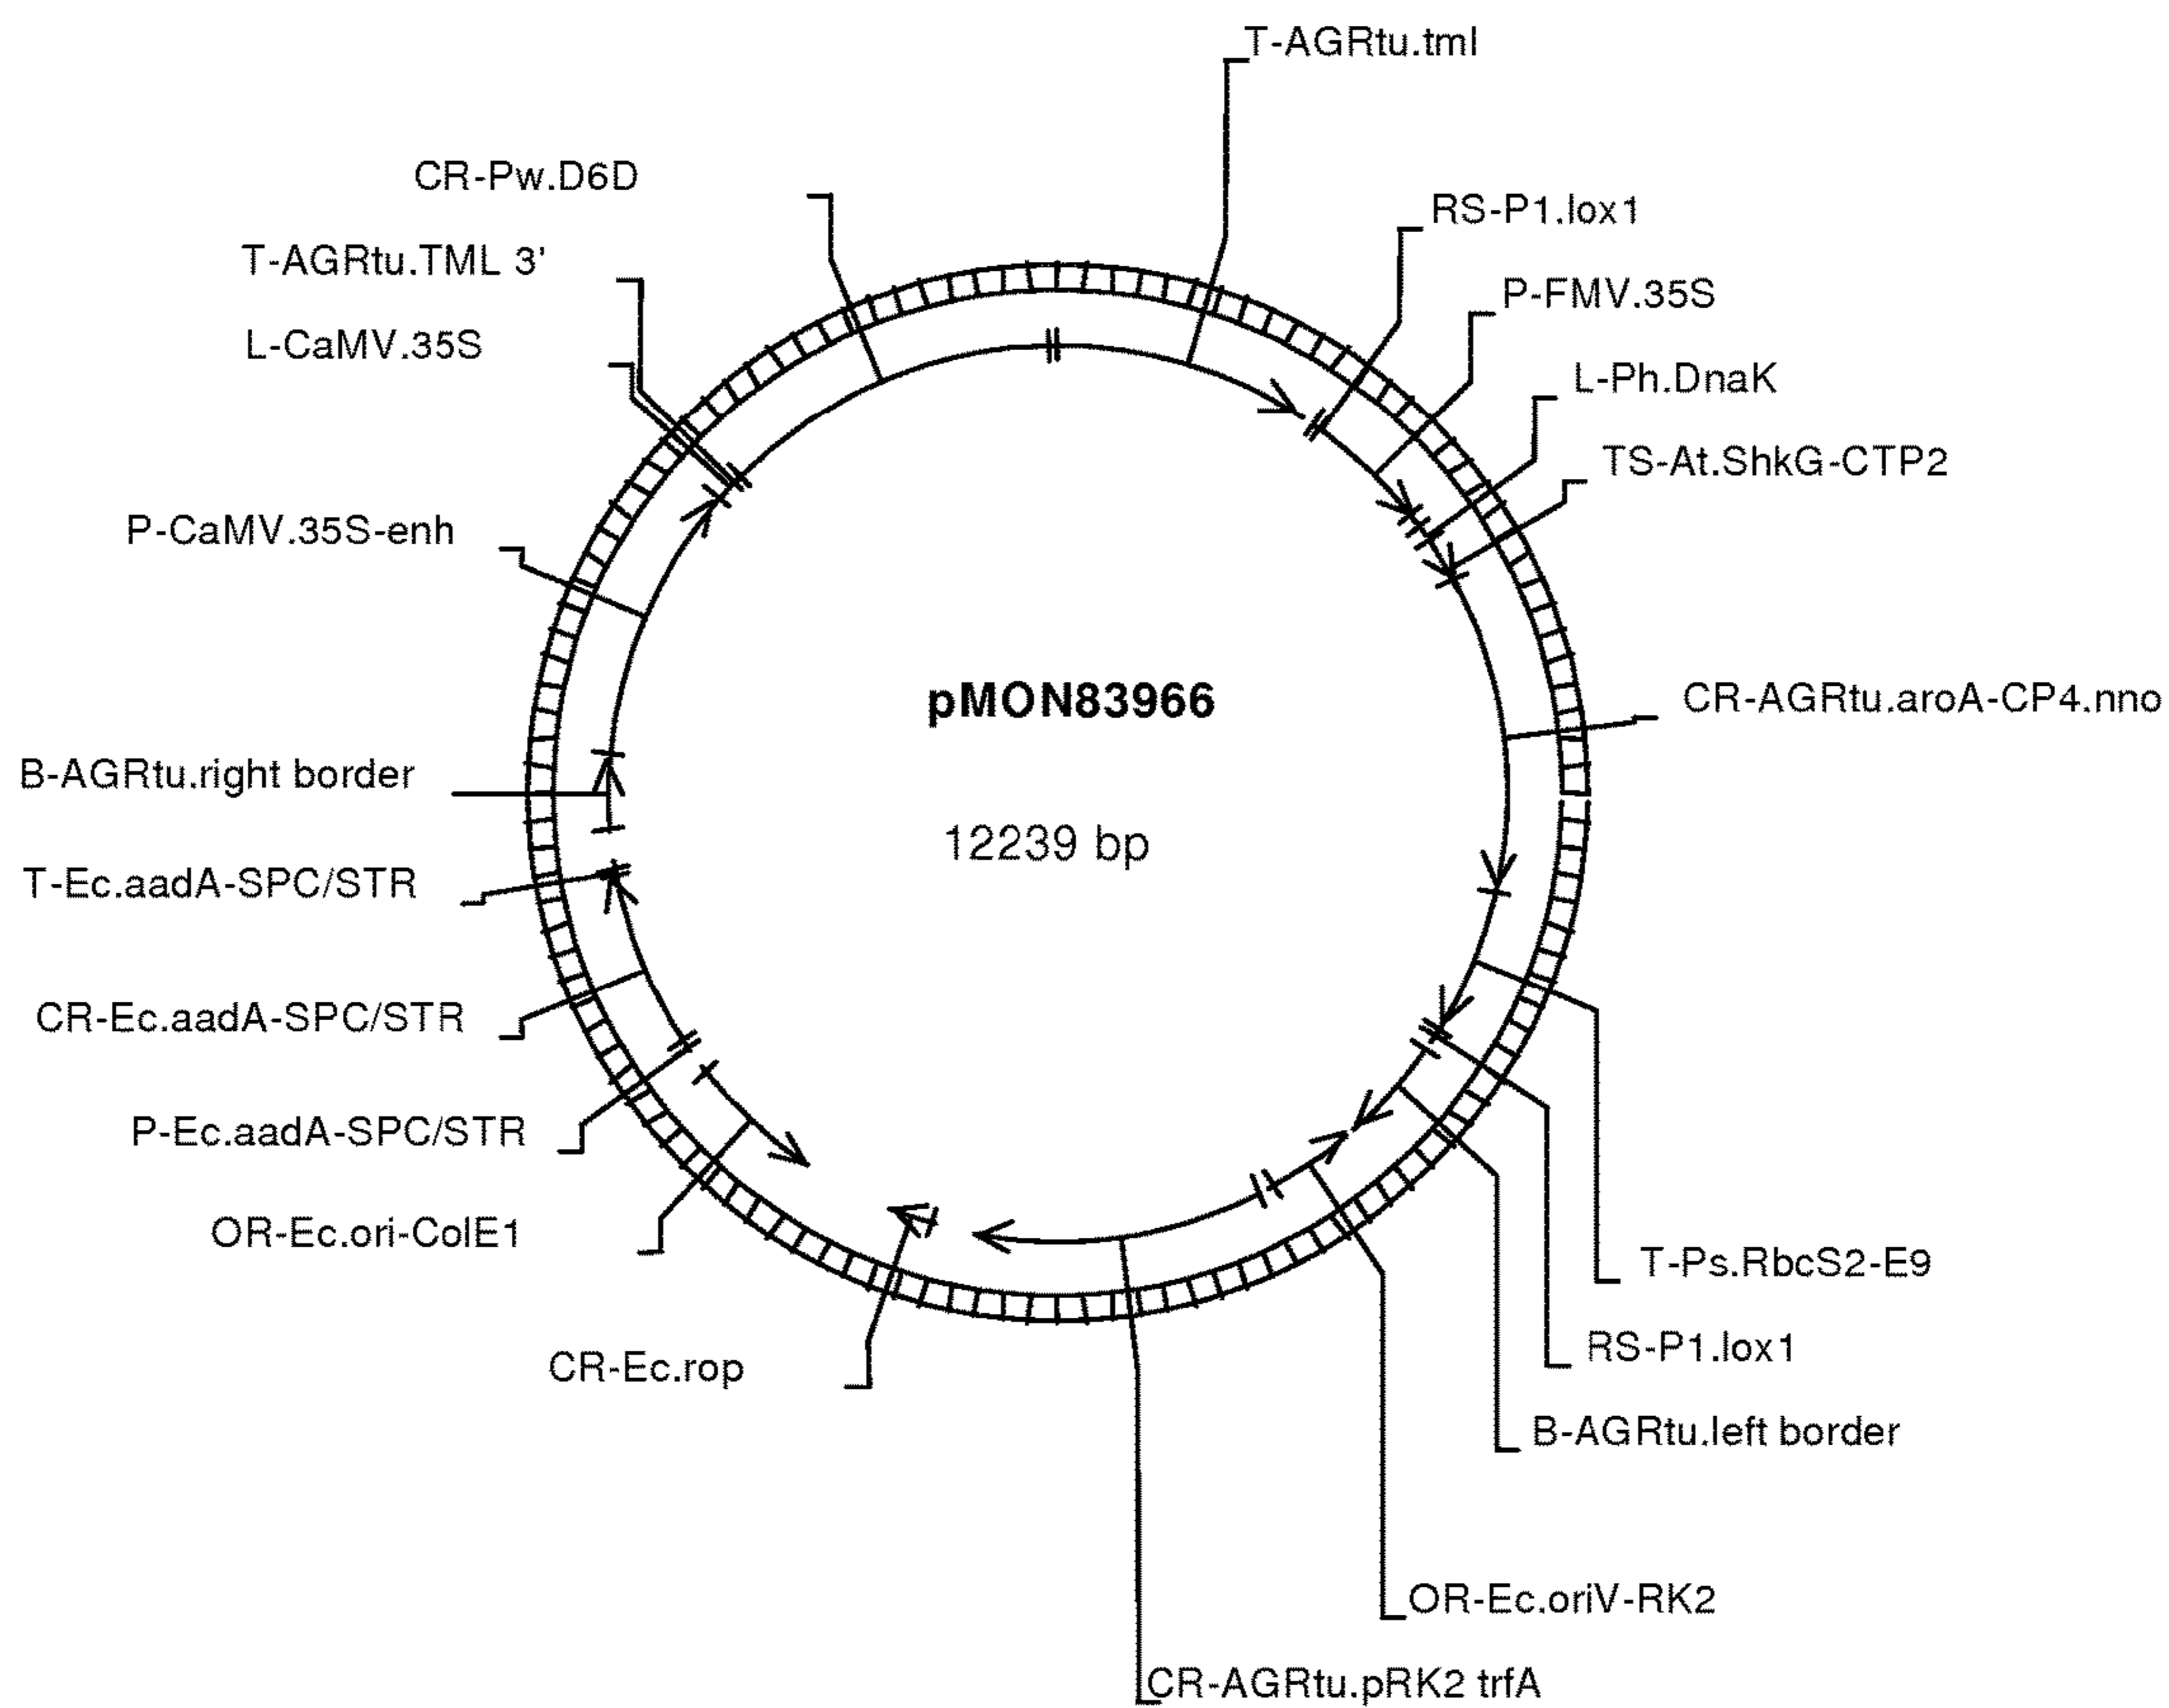 T-AGRtu.tml
CR-Pw.D6D
RS-P1.lox1
T-AGRtu.TML 3'
P-FMV.35S
L-CaMV.35S
L-Ph.DnaK
TS-At.ShkG-CTP2
P-CaMV.35S-enh
pMON83966
CR-AGRtu.aroA-CP4.nno
B-AGRtu.right border
12239 bp
T-Ec.aadA-SPC/STR
CR-Ec.aadA-SPC/STR
P-Ec.aadA-SPC/STR
OR-Ec.ori-ColE1
T-Ps.RbcS2-E9
RS-P1.lox1
CR-Ec.rop
B-AGRtu.left border
OR-Ec.oriV-RK2
CR-AGRtu.pRK2 trfA